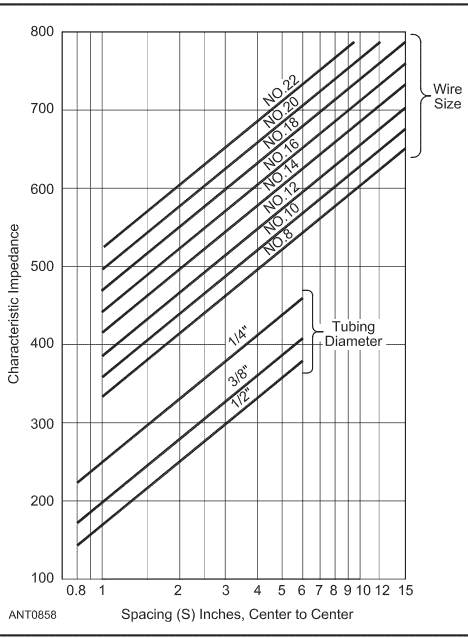 800
700
600
500
400
300
200
100
Characteristic Impedance
NO.22
NO.20
NO.18
NO.16
NO.14
NO.12
NO.10
NO.8
Wire
Size
1/4"
3/8"
1/2"
Tubing
Diameter
0.8 1 2 3 4 5 6 7 8 9 10 12 15
ANT0858
Spacing (S) Inches, Center to Center